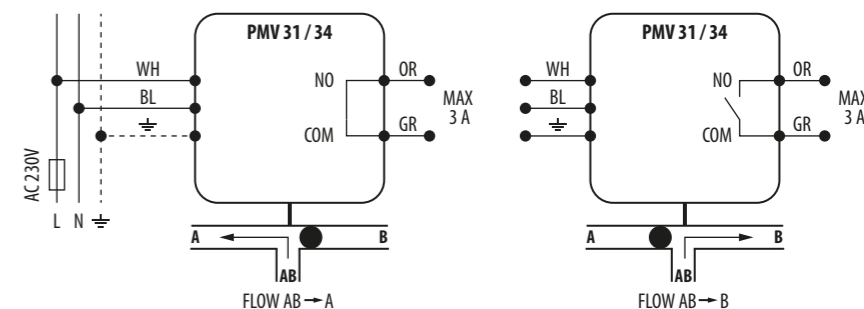 PMV 31 / 34
WH
BL
NO
COM
OR
GR
MAX
3 A
AC 230V
L N
A
B
AB
FLOW AB → A
PMV 31 / 34
WH
BL
NO
COM
OR
GR
MAX
3 A
A
B
AB
FLOW AB → B